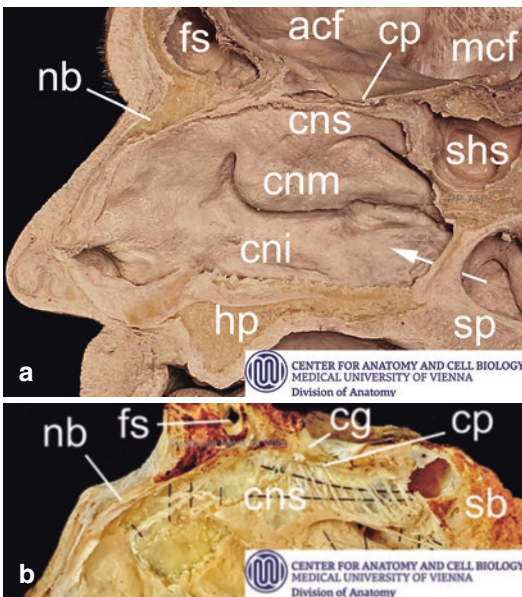 fs
acf
cp
mcf
nb
cns
shs
cnm
cni
hp
sp
a
CENTER FOR ANATOMY AND CELL BIOLOGY
MEDICAL UNIVERSITY OF VIENNA
Division of Anatomy
nb
fs
cg
cp
cns
sb
b
CENTER FOR ANATOMY AND CELL BIOLOGY
MEDICAL UNIVERSITY OF VIENNA
Division of Anatomy